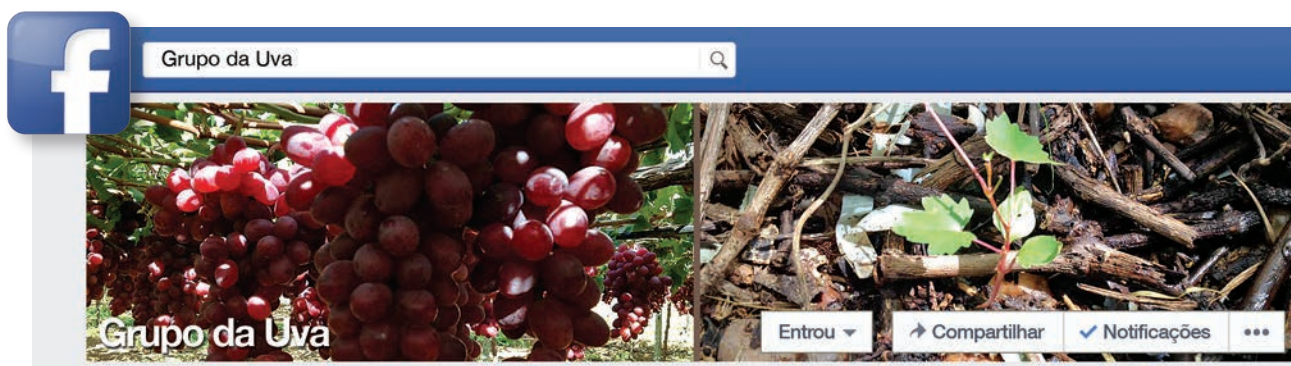 f
Grupo da Uva
Grupo da Uva
Entrou
Compartilhar
Notificações